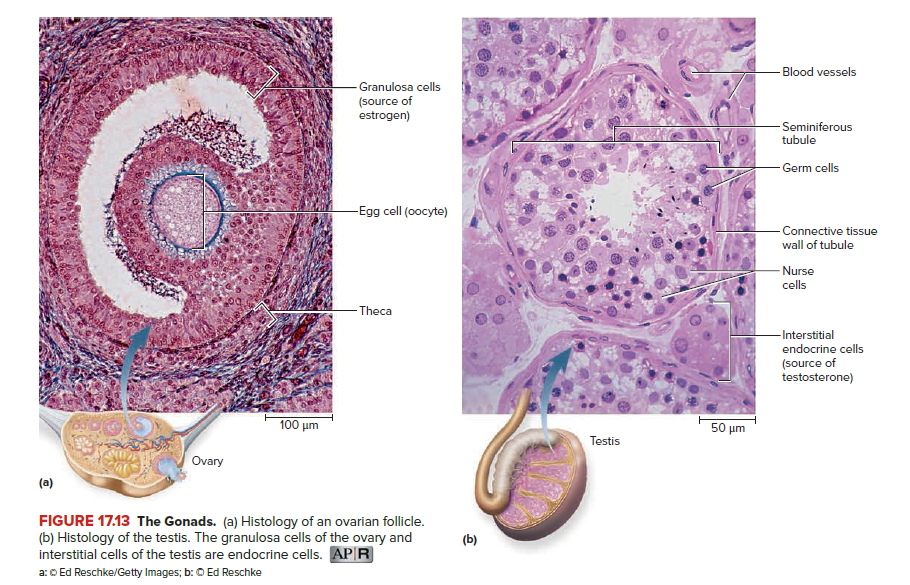 Granulosa cells
(source of
estrogen)
Egg cell (oocyte)
Theca
100 µm
Ovary
(a)
Blood vessels
Seminiferous
tubule
Germ cells
Connective tissue
wall of tubule
Nurse
cells
Interstitial
endocrine cells
(source of
testosterone)
50 µm
Testis
(b)
FIGURE 17.13 The Gonads. (a) Histology of an ovarian follicle.
(b) Histology of the testis. The granulosa cells of the ovary and
interstitial cells of the testis are endocrine cells. AP|R
a: © Ed Reschke/Getty Images; b: © Ed Reschke